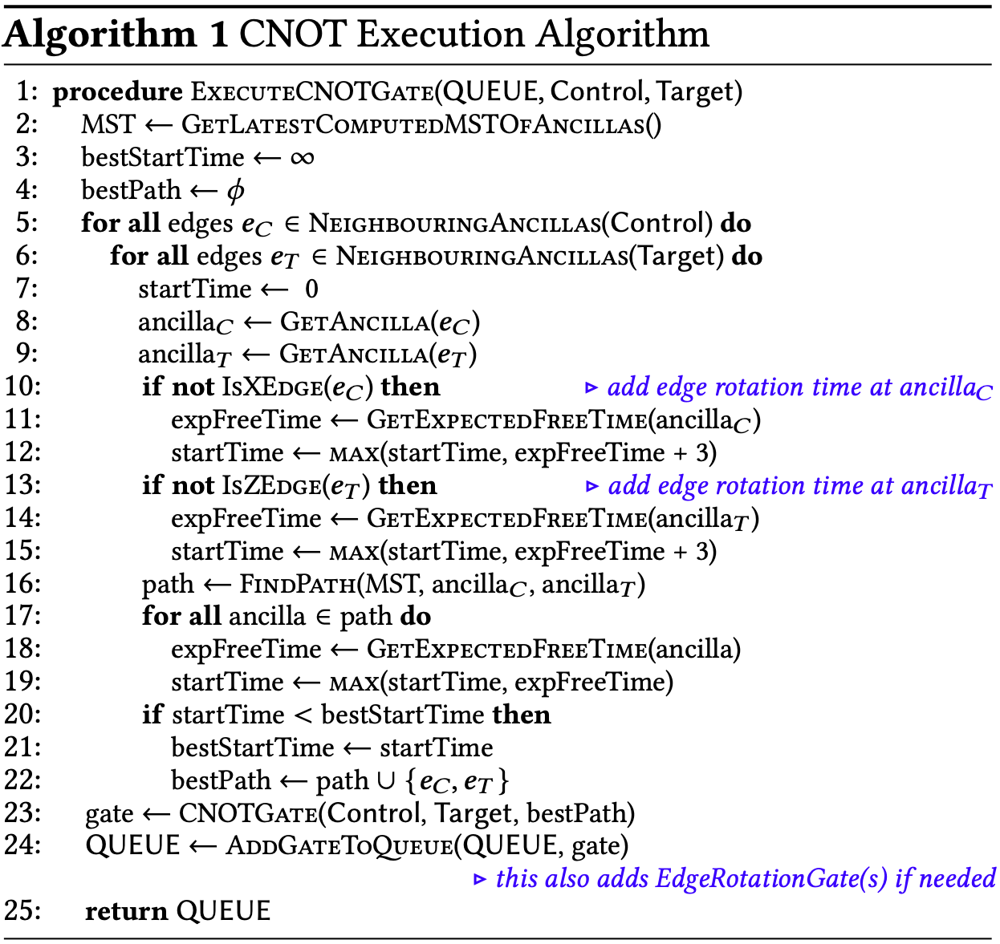 Algorithm 1 CNOT Execution Algorithm
1: procedure EXECUTECNOTGATE(QUEUE, Control, Target)
2: MST ← GETLATESTCOMPUTEDMSTOFANCILLAS()
3: bestStartTime ← ∞
4: bestPath ← ϕ
5: for all edges e_C ∈ NEIGHBOURINGANCILLAS(Control) do
6: for all edges e_T ∈ NEIGHBOURINGANCILLAS(Target) do
7: startTime ← 0
8: ancilla_C ← GETANCILLA(e_C)
9: ancilla_T ← GETANCILLA(e_T)
10: if not ISXEDGE(e_C) then ▹ add edge rotation time at ancilla_C
11: expFreeTime ← GETEXPECTEDFREETIME(ancilla_C)
12: startTime ← MAX(startTime, expFreeTime + 3)
13: if not ISZEDGE(e_T) then ▹ add edge rotation time at ancilla_T
14: expFreeTime ← GETEXPECTEDFREETIME(ancilla_T)
15: startTime ← MAX(startTime, expFreeTime + 3)
16: path ← FINDPATH(MST, ancilla_C, ancilla_T)
17: for all ancilla ∈ path do
18: expFreeTime ← GETEXPECTEDFREETIME(ancilla)
19: startTime ← MAX(startTime, expFreeTime)
20: if startTime < bestStartTime then
21: bestStartTime ← startTime
22: bestPath ← path ∪ {e_C, e_T}
23: gate ← CNOTGATE(Control, Target, bestPath)
24: QUEUE ← ADDGATETOQUEUE(QUEUE, gate)
▹ this also adds EdgeRotationGate(s) if needed
25: return QUEUE